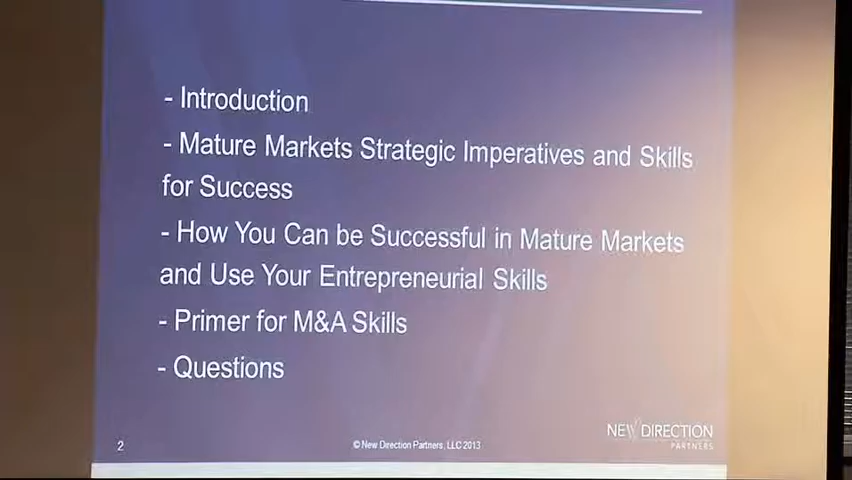 - Introduction
- Mature Markets Strategic Imperatives and Skills
for Success
- How You Can be Successful in Mature Markets
and Use Your Entrepreneurial Skills
- Primer for M&A Skills
- Questions
2
© New Direction Partners, LLC 2013
NEW DIRECTION
PARTNERS